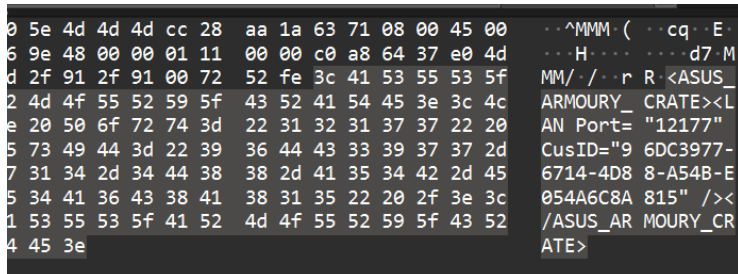 0 5e 4d 4d 4d cc 28 aa 1a 63 71 08 00 45 00 ··^MMM·( ··cq··E·
6 9e 48 00 00 01 11 00 00 c0 a8 64 37 e0 4d ···H···· ····d7·M
d 2f 91 2f 91 00 72 52 fe 3c 41 53 55 53 5f MM/·/··r R·<ASUS_
2 4d 4f 55 52 59 5f 43 52 41 54 45 3e 3c 4c ARMOURY_ CRATE><L
e 20 50 6f 72 74 3d 22 31 32 31 37 37 22 20 AN Port= "12177"
5 73 49 44 3d 22 39 36 44 43 33 39 37 37 2d CusID="9 6DC3977-
7 31 34 2d 34 44 38 38 2d 41 35 34 42 2d 45 6714-4D8 8-A54B-E
5 34 41 36 43 38 41 38 31 35 22 20 2f 3e 3c 054A6C8A 815" /><
1 53 55 53 5f 41 52 4d 4f 55 52 59 5f 43 52 /ASUS_AR MOURY_CR
4 45 3e ATE>